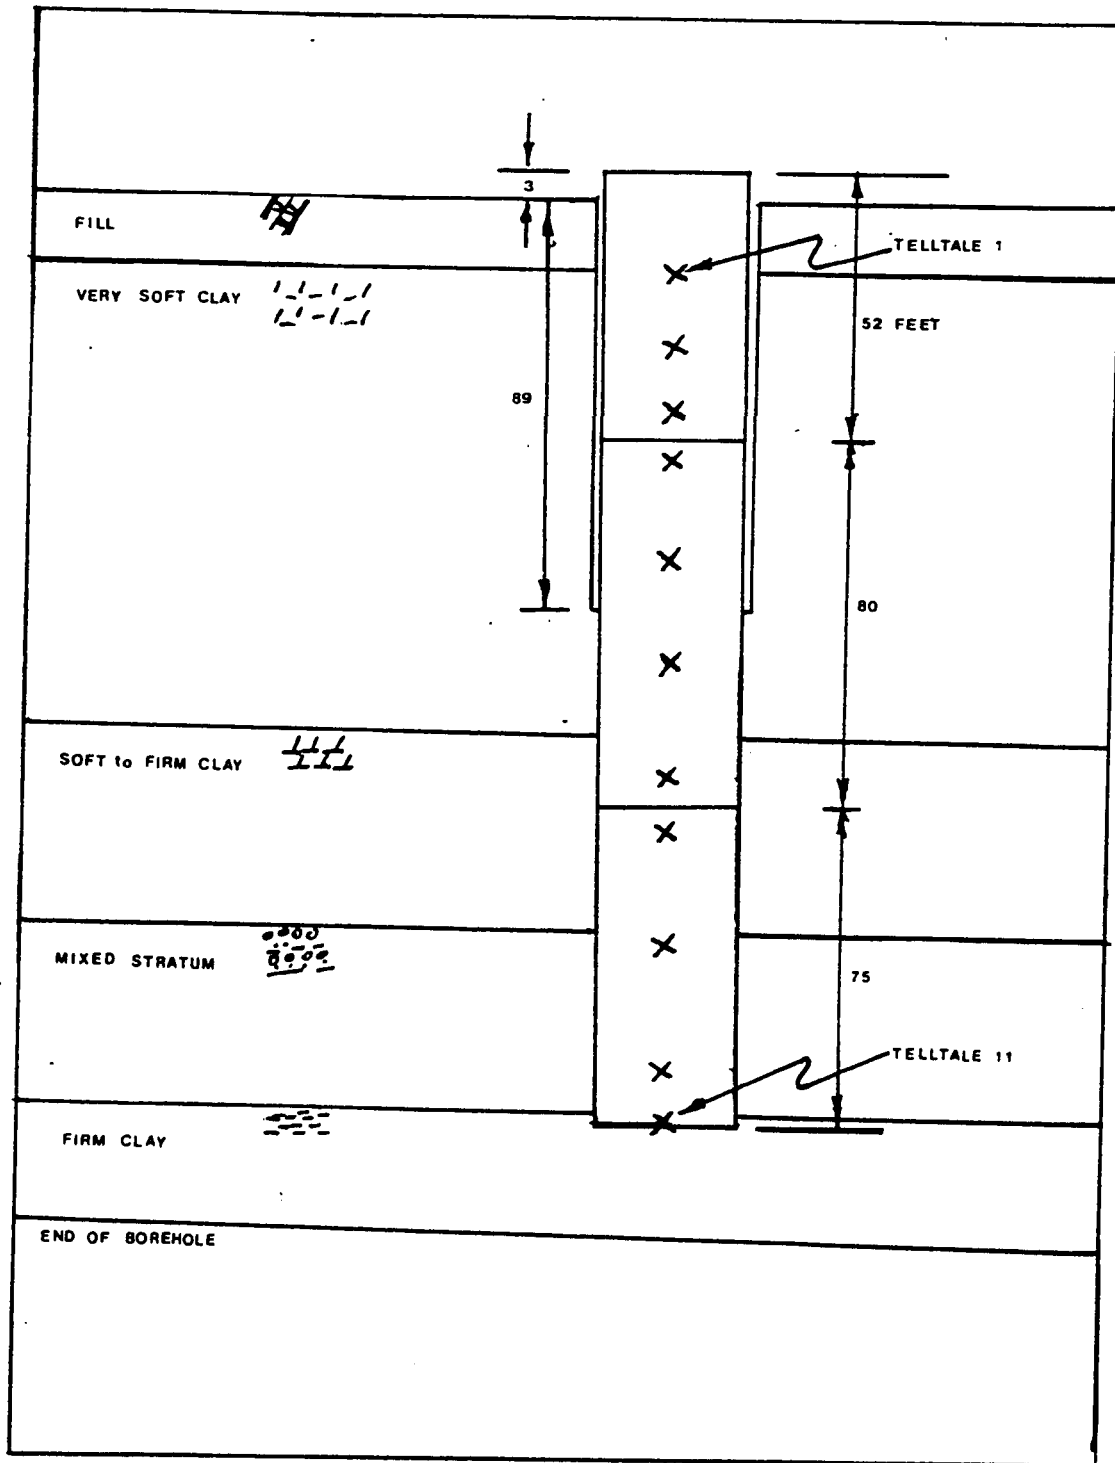 3
FILL
TELLTALE 1
VERY SOFT CLAY
52 FEET
89
80
SOFT to FIRM CLAY
MIXED STRATUM
75
TELLTALE 11
FIRM CLAY
END OF BOREHOLE